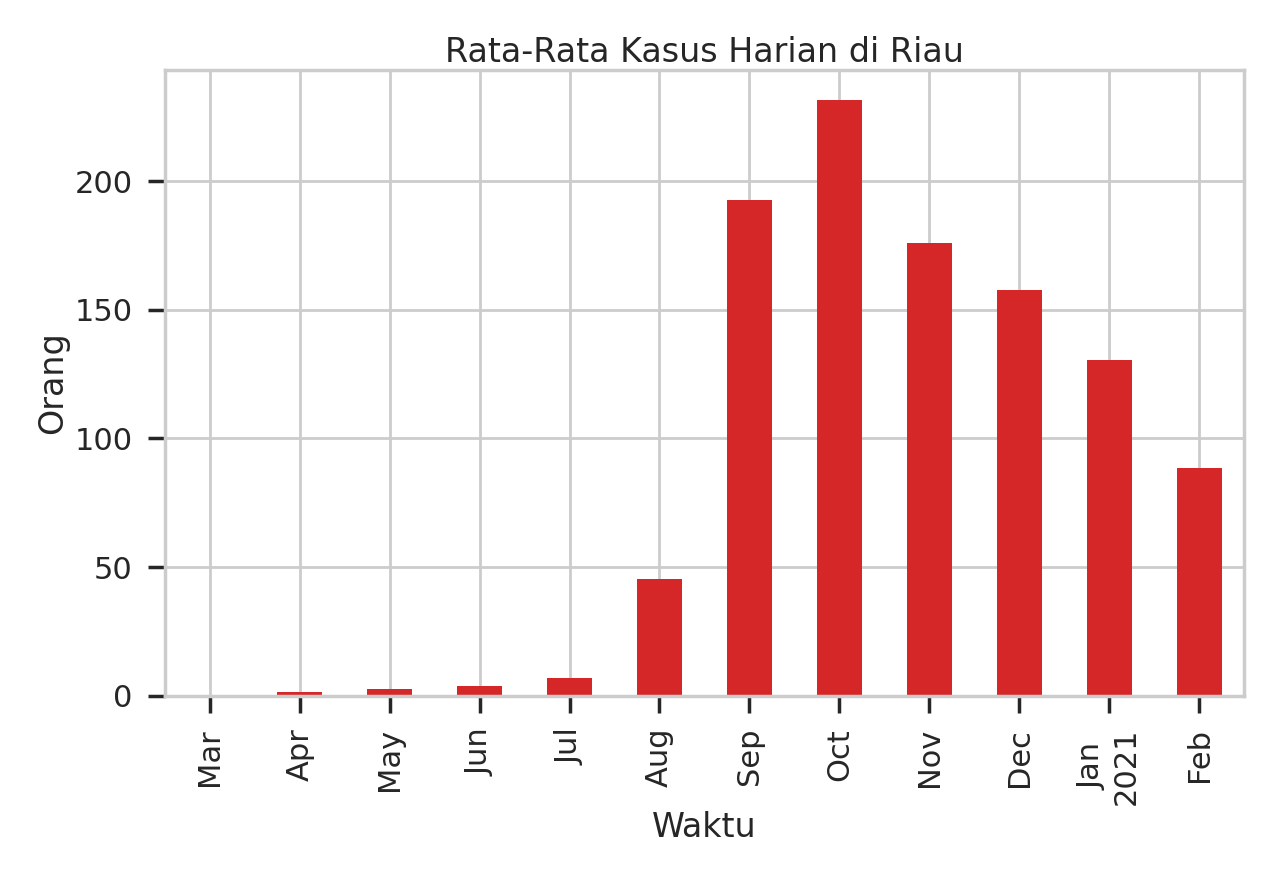 Rata-Rata Kasus Harian di Riau
Orang
200
150
100
50
0
Mar
Apr
May
Jun
Jul
Aug
Sep
Oct
Nov
Dec
Jan
2021
Feb
Waktu